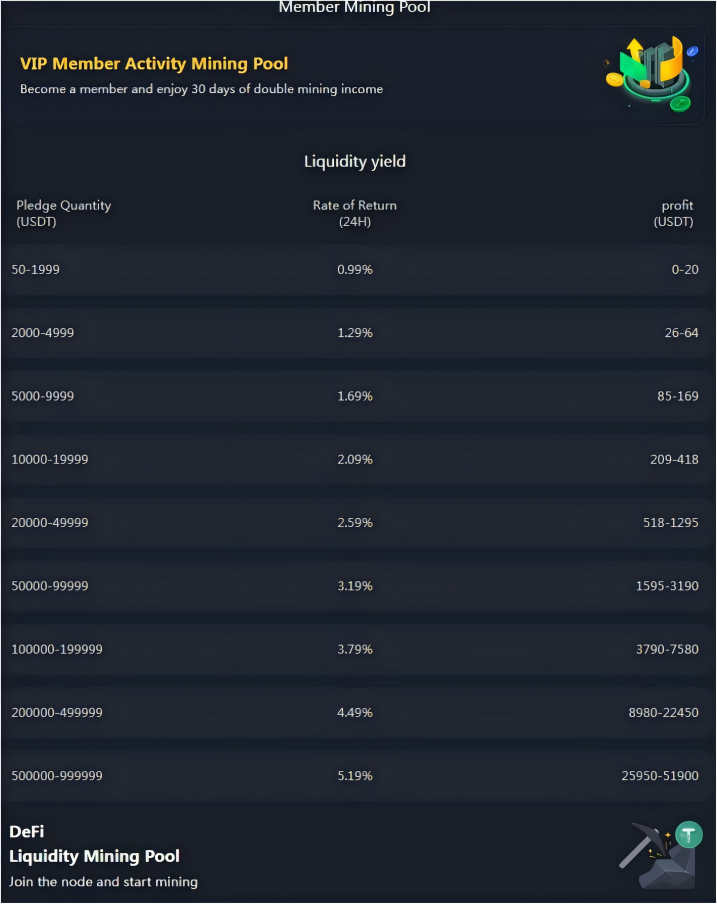 Member Mining Pool
VIP Member Activity Mining Pool
Become a member and enjoy 30 days of double mining income
Liquidity yield
Pledge Quantity (USDT) Rate of Return (24H) profit (USDT)
50-1999 0.99% 0-20
2000-4999 1.29% 26-64
5000-9999 1.69% 85-169
10000-19999 2.09% 209-418
20000-49999 2.59% 518-1295
50000-99999 3.19% 1595-3190
100000-199999 3.79% 3790-7580
200000-499999 4.49% 8980-22450
500000-999999 5.19% 25950-51900
DeFi
Liquidity Mining Pool
Join the node and start mining